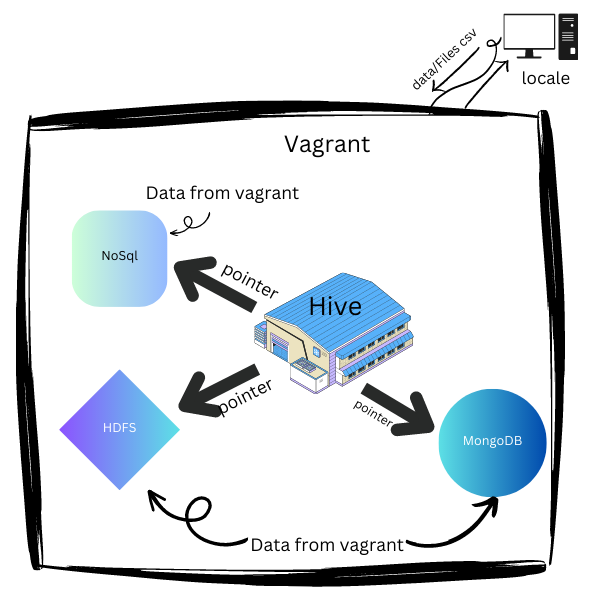 data/Files csv
locale
Vagrant
Data from vagrant
NoSql
pointer
Hive
pointer
pointer
HDFS
MongoDB
Data from vagrant